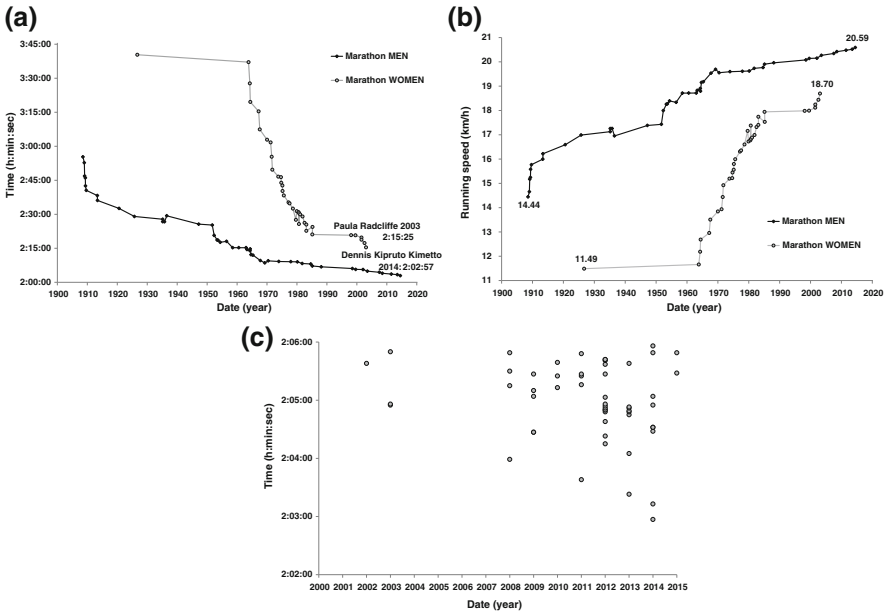 (a)
3:45:00
3:30:00
3:15:00
3:00:00
2:45:00
2:30:00
2:15:00
2:00:00
Time (h:min:sec)
Marathon MEN
Marathon WOMEN
Paula Radcliffe 2003
2:15:25
Dennis Kipruto Kimetto
2014: 2:02:57
1900 1910 1920 1930 1940 1950 1960 1970 1980 1990 2000 2010 2020
Date (year)
(b)
21
20
19
18
17
16
15
14
13
12
11
Running speed (km/h)
20.59
18.70
14.44
11.49
Marathon MEN
Marathon WOMEN
1900 1910 1920 1930 1940 1950 1960 1970 1980 1990 2000 2010 2020
Date (year)
(c)
2:06:00
2:05:00
2:04:00
2:03:00
2:02:00
Time (h:min:sec)
2000 2001 2002 2003 2004 2005 2006 2007 2008 2009 2010 2011 2012 2013 2014 2015
Date (year)